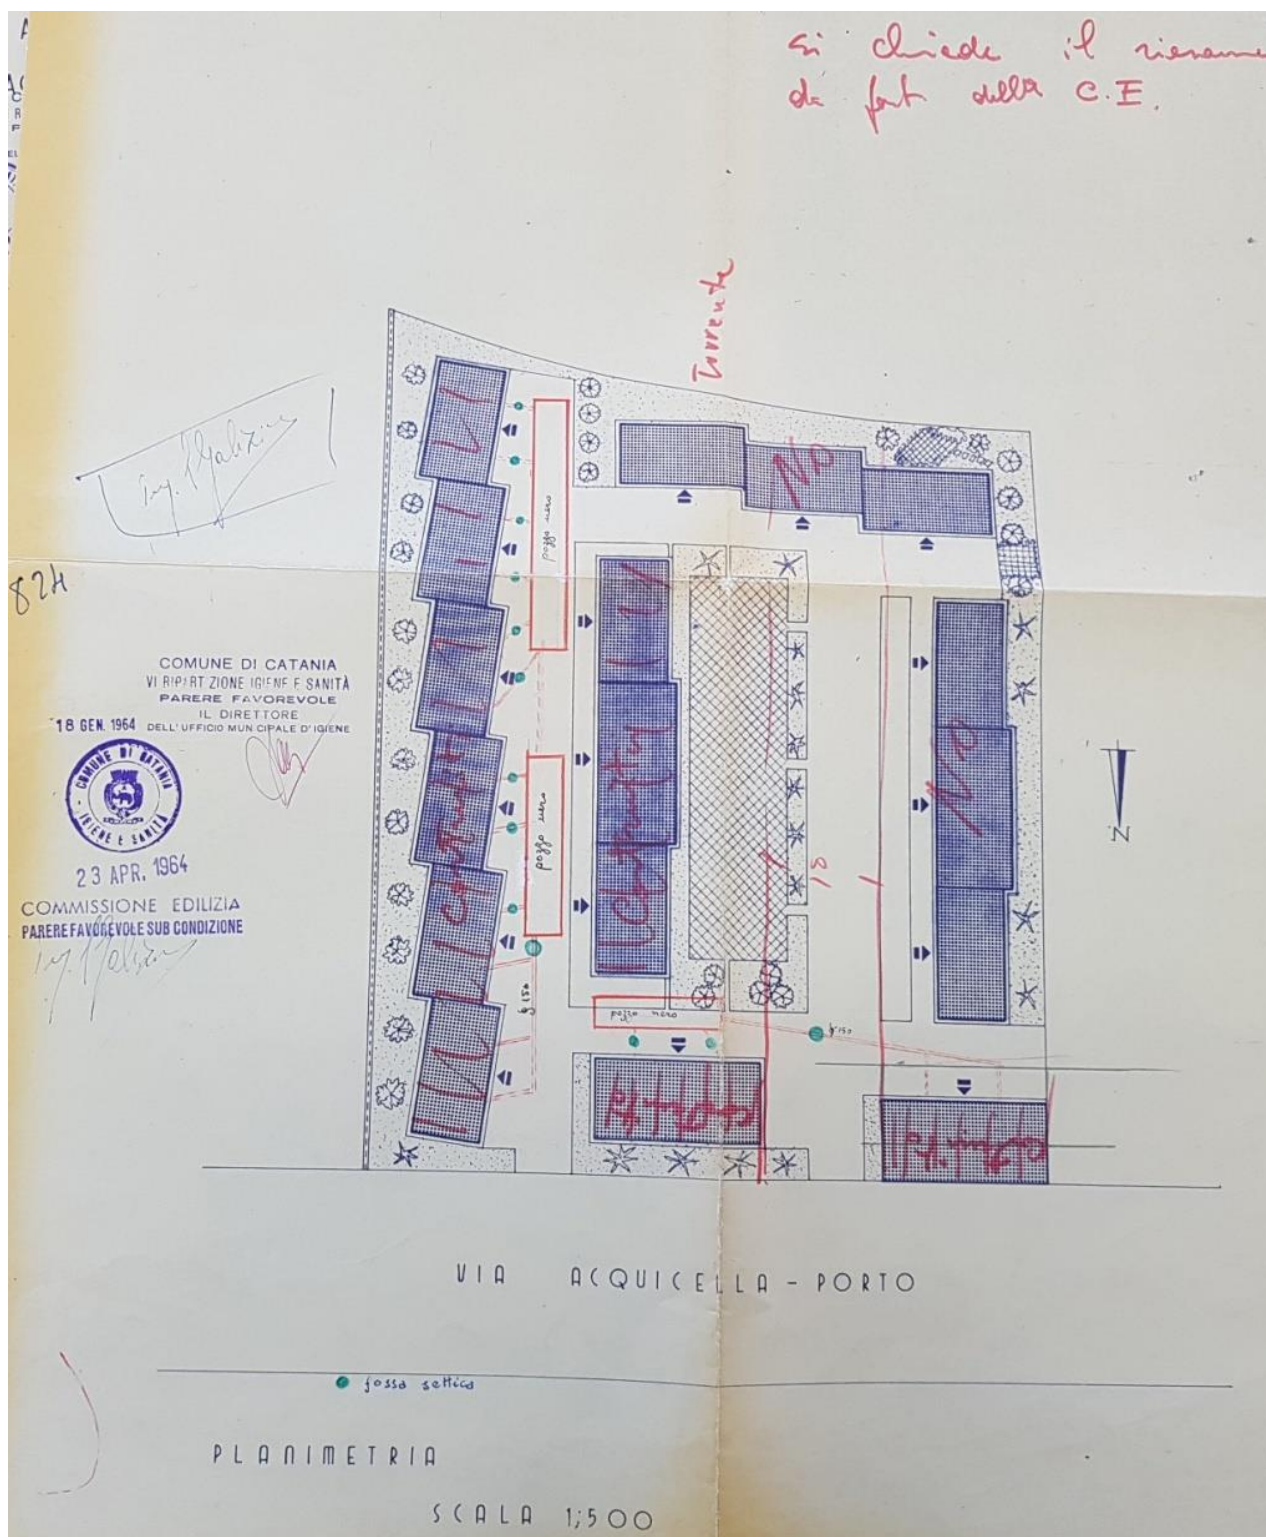 si chiede il
da della C.E.
Torrente
NO
pozzo nero
824
COMUNE DI CATANIA
VI RIPARTIZIONE IGIENE E SANITÀ
PARERE FAVOREVOLE
IL DIRETTORE
DELL'UFFICIO MUNICIPALE D'IGIENE
18 GEN. 1964
COMUNE DI CATANIA
IGIENE E SANITÀ
23 APR. 1964
COMMISSIONE EDILIZIA
PARERE FAVOREVOLE SUB CONDIZIONE
pozzo nero
NO
18
N
pozzo nero
VIA ACQUICELLA - PORTO
fossa settica
PLANIMETRIA
SCALA 1:500